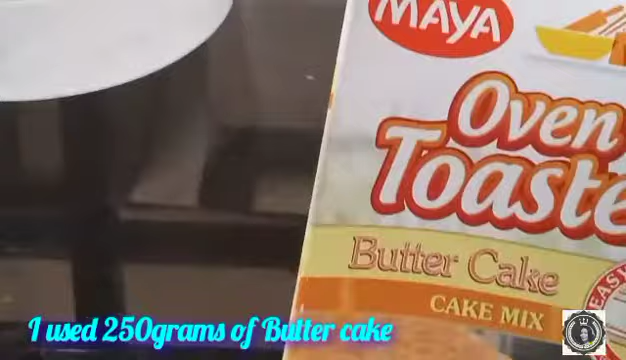 MAYA
Oven
Toaste
Butter Cake
CAKE MIX
I used 250grams of Butter cake